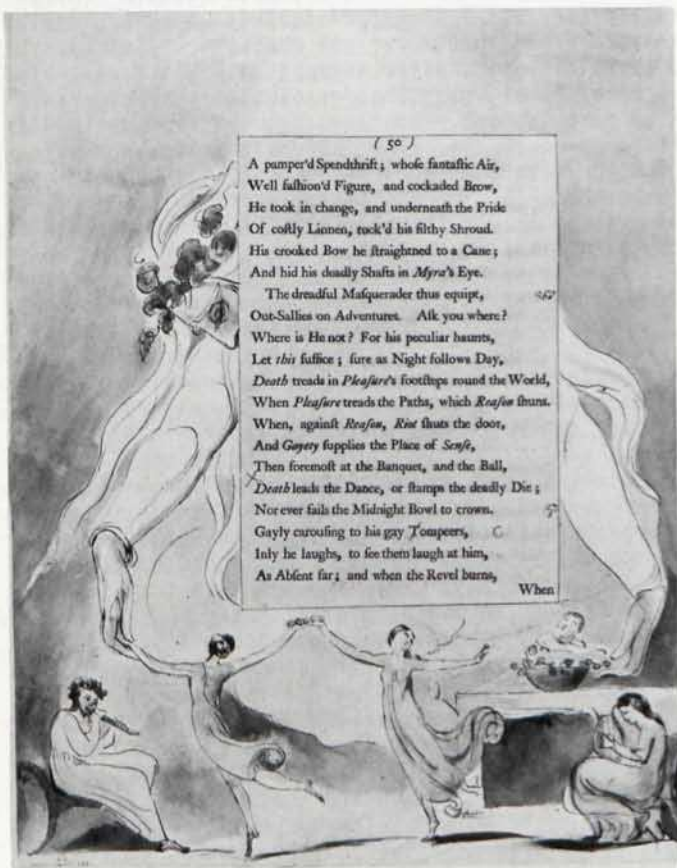 ( 50 )
A pamper'd Spendthrift; whoſe fantaſtic Air,
Well faſhion'd Figure, and cockaded Brow,
He took in change, and underneath the Pride
Of coſtly Linnen, tuck'd his filthy Shroud.
His crooked Bow he ſtraightned to a Cane;
And hid his deadly Shafts in Myra's Eye.
The dreadful Maſquerader thus equipt,
Out-Sallies on Adventures. Aſk you where?
Where is He not? For his peculiar haunts,
Let this ſuffice; ſure as Night follows Day,
Death treads in Pleaſure's footſteps round the World,
When Pleaſure treads the Paths, which Reaſon ſhuns.
When, againſt Reaſon, Riot ſhuts the door,
And Gayety ſupplies the Place of Senſe,
Then foremoſt at the Banquet, and the Ball,
Death leads the Dance, or ſtamps the deadly Die;
Nor ever fails the Midnight Bowl to crown.
Gayly carouſing to his gay Tompeers, C
Inly he laughs, to ſee them laugh at him,
As Abſent far; and when the Revel burns,
When